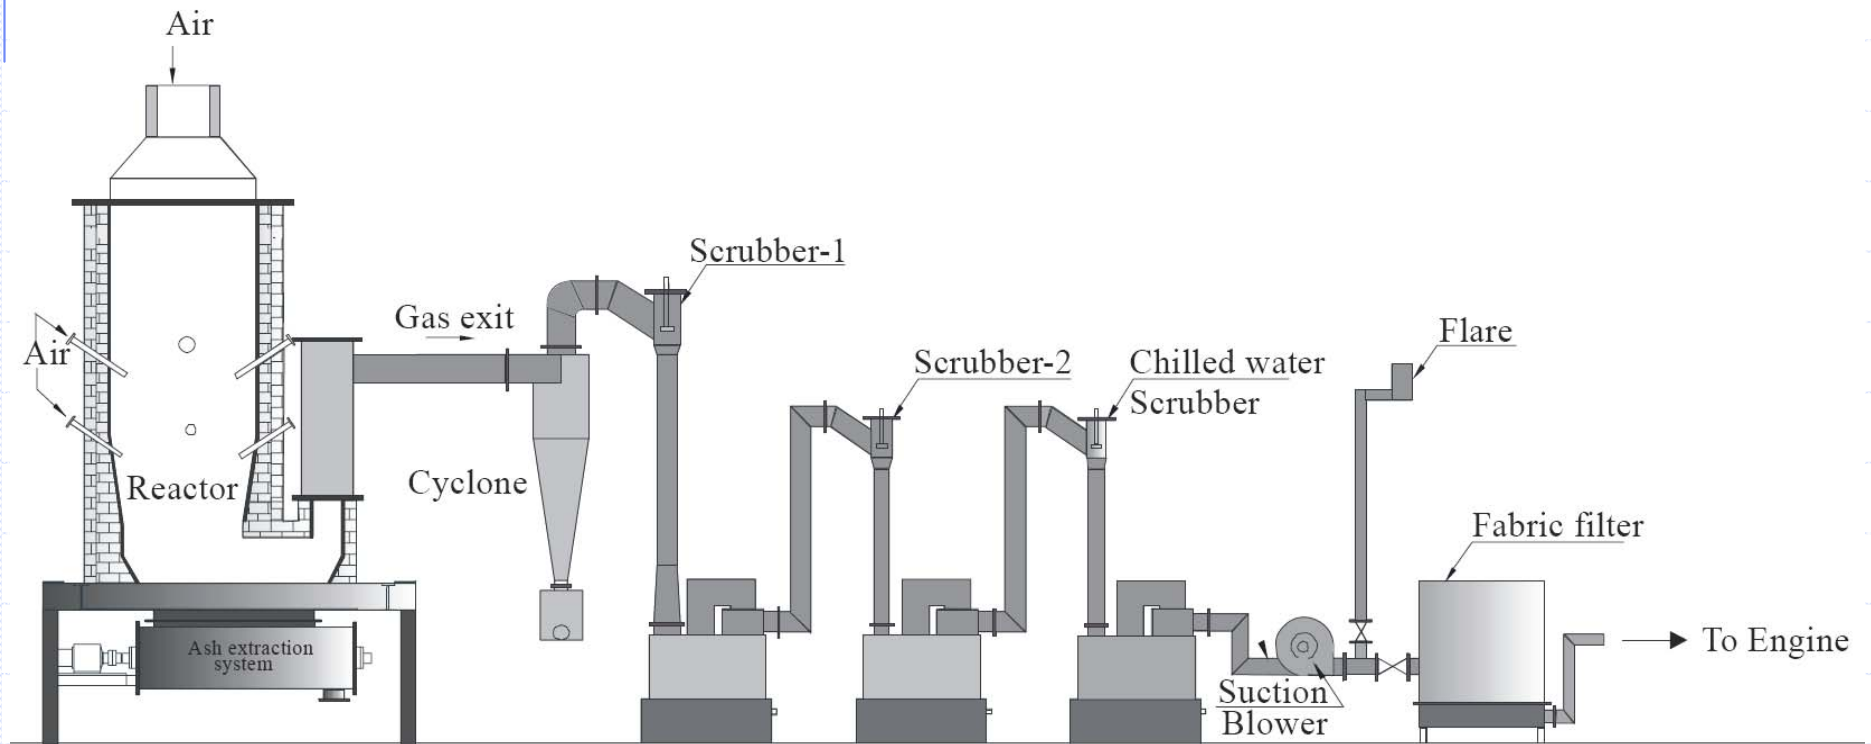 Air
Scrubber-1
Gas exit
Air
Flare
Scrubber-2
Chilled water
Scrubber
Cyclone
Reactor
Fabric filter
Ash extraction
system
To Engine
Suction
Blower